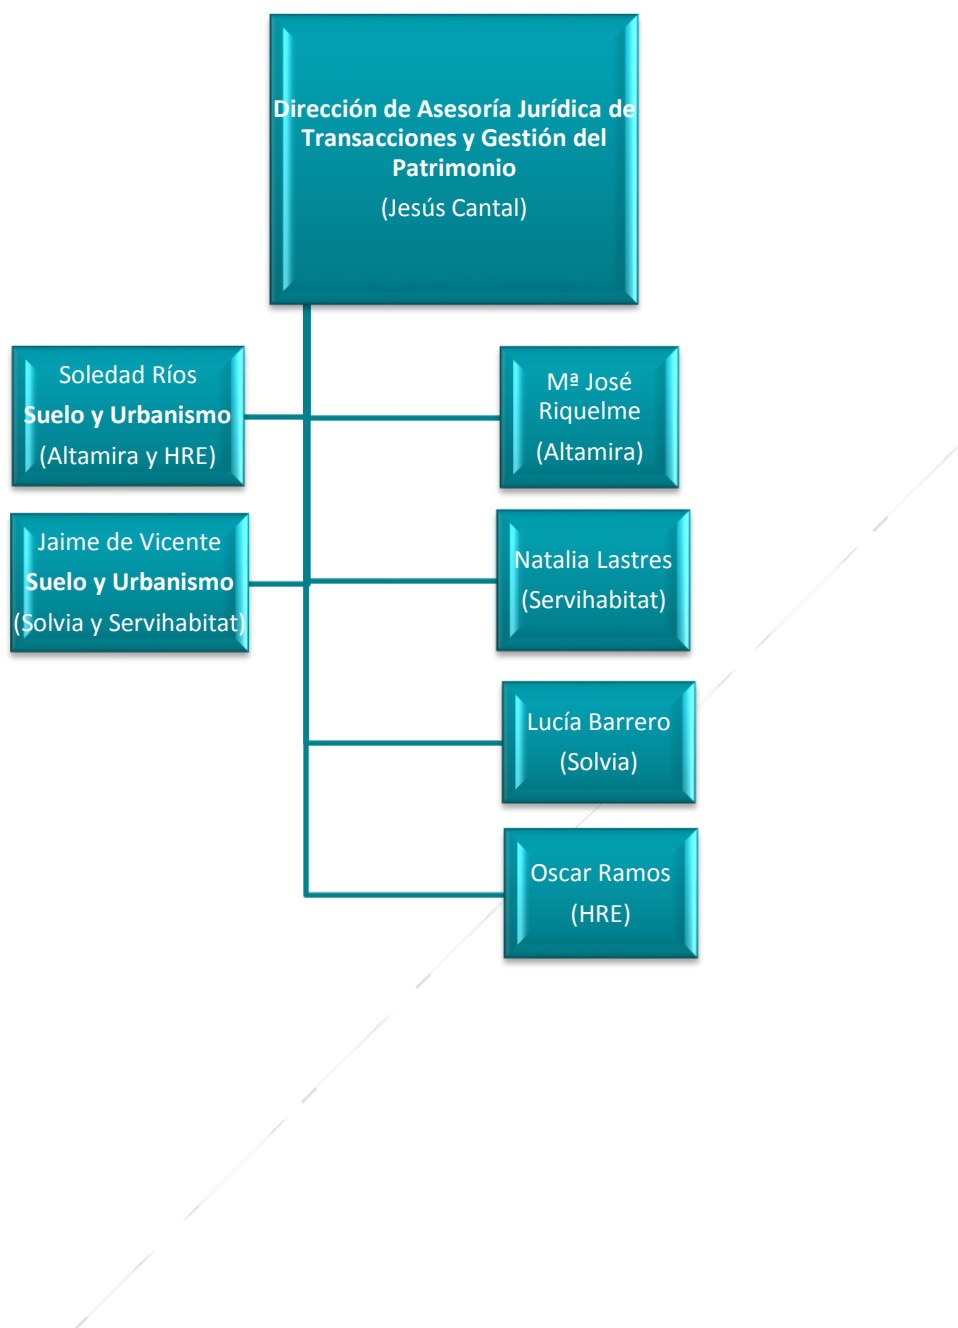 Dirección de Asesoría Jurídica de
Transacciones y Gestión del
Patrimonio
(Jesús Cantal)
Soledad Ríos
Suelo y Urbanismo
(Altamira y HRE)
Jaime de Vicente
Suelo y Urbanismo
(Solvia y Servihabitat)
Mª José
Riquelme
(Altamira)
Natalia Lastres
(Servihabitat)
Lucía Barrero
(Solvia)
Oscar Ramos
(HRE)